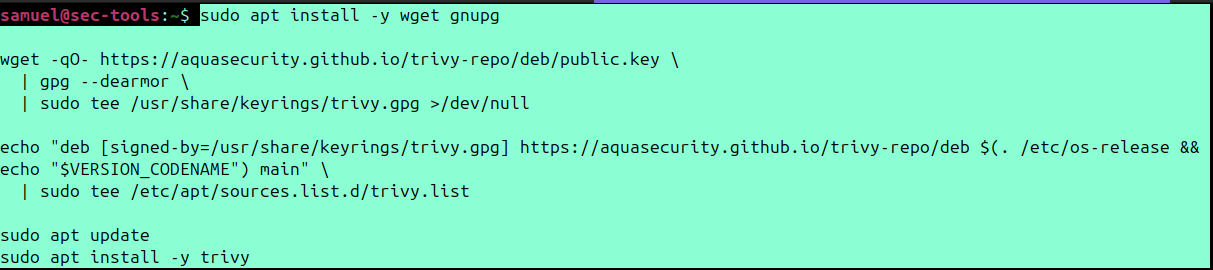 samuel@sec-tools:~$ sudo apt install -y wget gnupg
wget -qO- https://aquasecurity.github.io/trivy-repo/deb/public.key \
| gpg --dearmor \
| sudo tee /usr/share/keyrings/trivy.gpg >/dev/null
echo "deb [signed-by=/usr/share/keyrings/trivy.gpg] https://aquasecurity.github.io/trivy-repo/deb $(. /etc/os-release &&
echo "$VERSION_CODENAME") main" \
| sudo tee /etc/apt/sources.list.d/trivy.list
sudo apt update
sudo apt install -y trivy